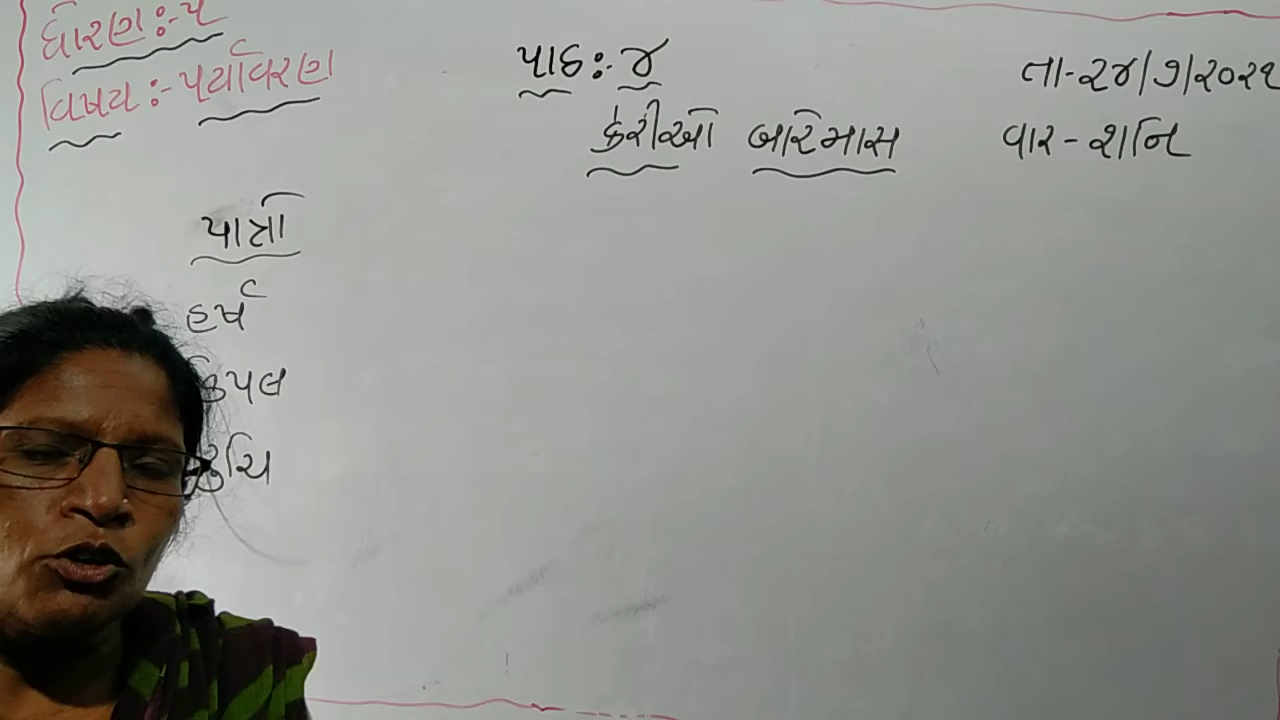 ધોરણ:-૫
વિષય:- પર્યાવરણ
પાઠ:- ૪
કેરીઓ બારેમાસ
તા-૨૪/૭/૨૦૨૧
વાર-શનિ
પાત્રો
હર્ષ